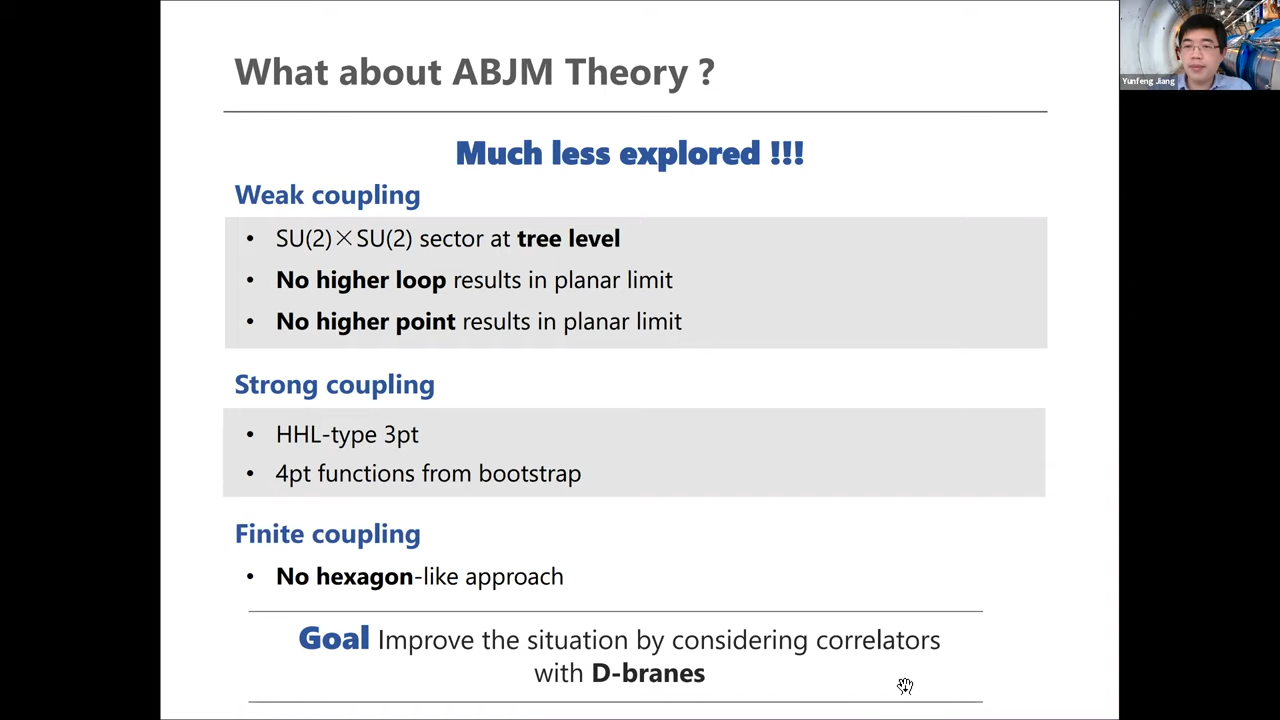 What about ABJM Theory ?
Much less explored !!!
Weak coupling
• SU(2)×SU(2) sector at tree level
• No higher loop results in planar limit
• No higher point results in planar limit
Strong coupling
• HHL-type 3pt
• 4pt functions from bootstrap
Finite coupling
• No hexagon-like approach
Goal Improve the situation by considering correlators
with D-branes
Yunfeng Jiang